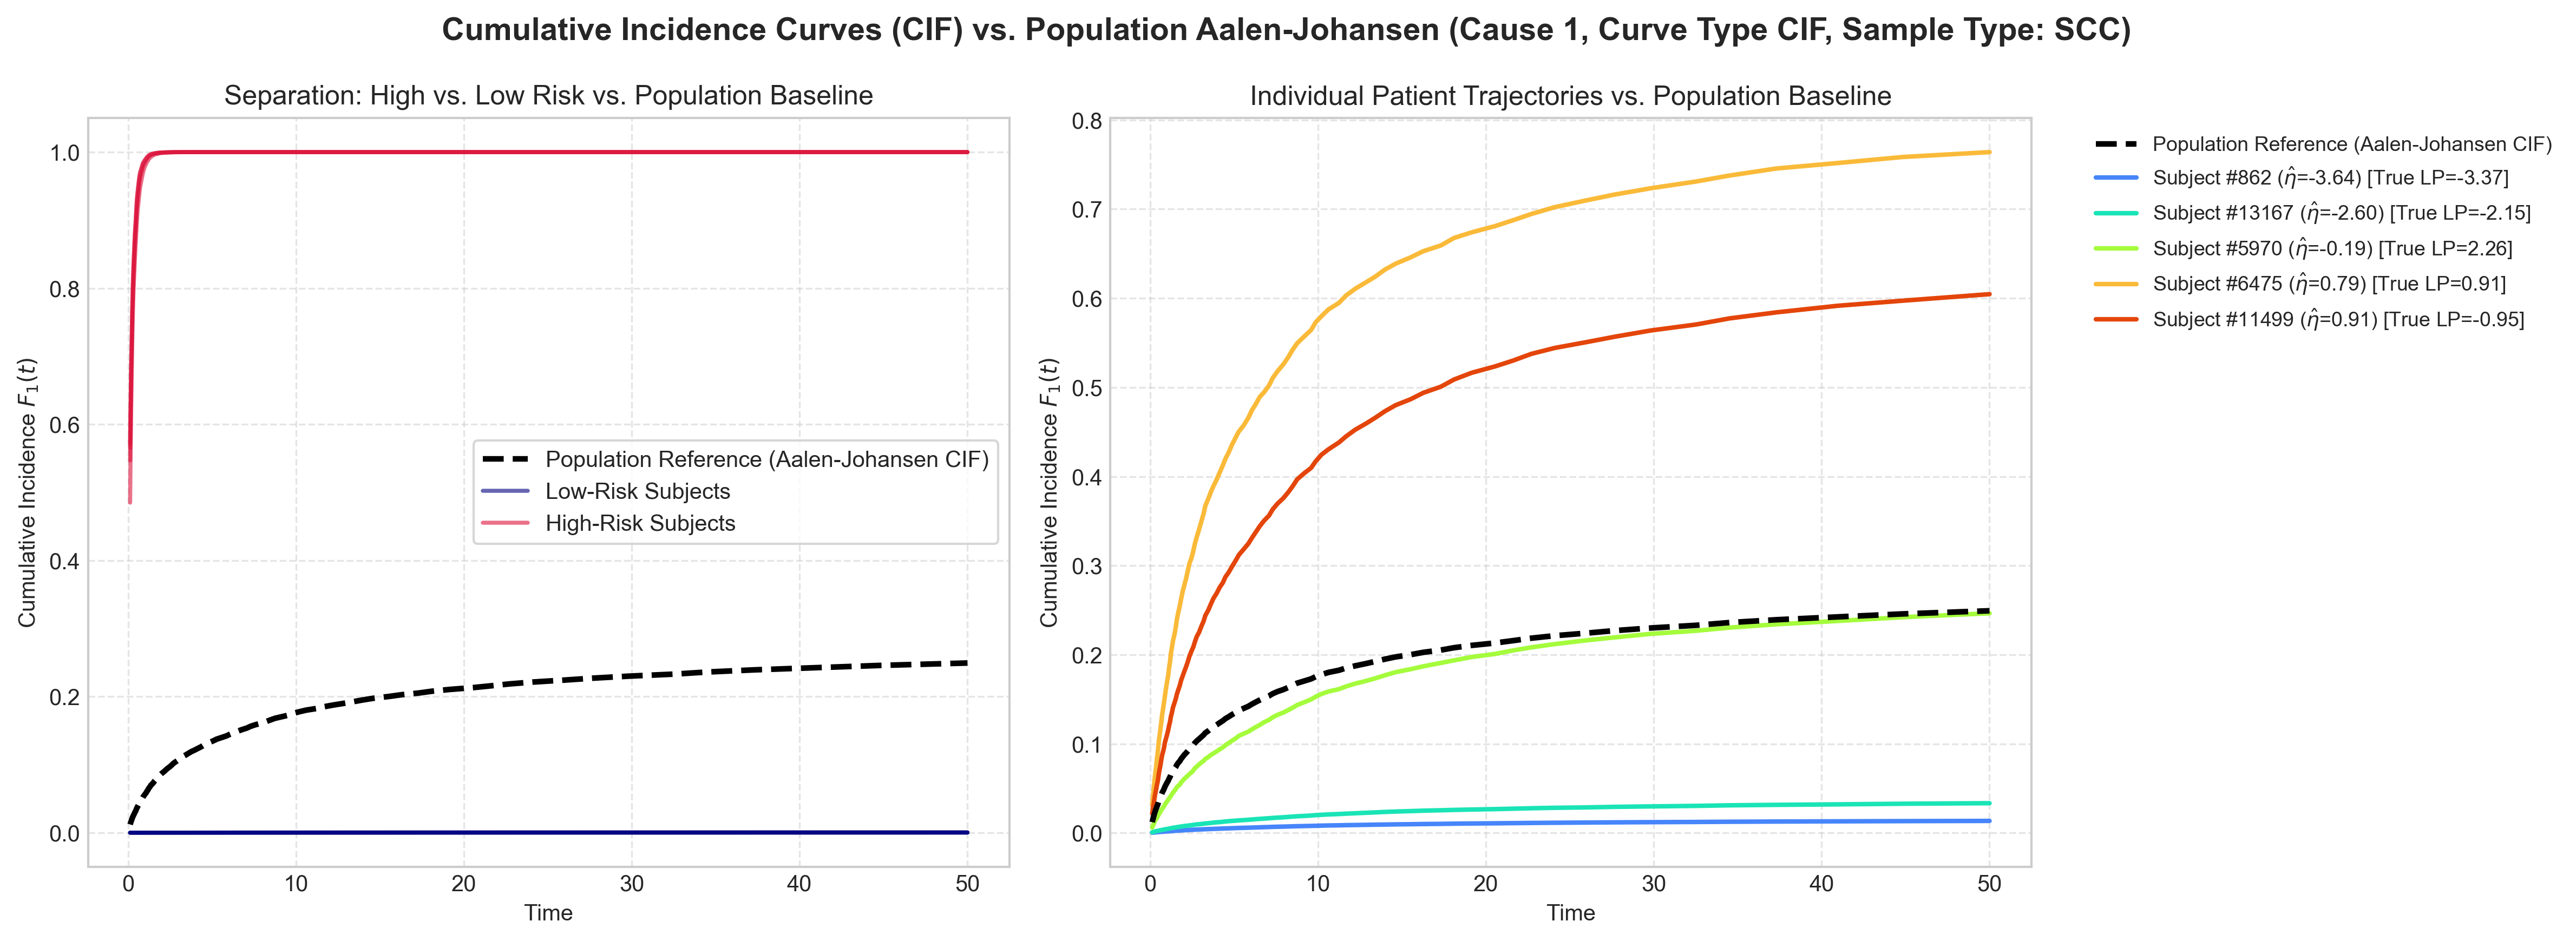 Cumulative Incidence Curves (CIF) vs. Population Aalen-Johansen (Cause 1, Curve Type CIF, Sample Type: SCC)
Separation: High vs. Low Risk vs. Population Baseline
Cumulative Incidence F₁(t)
1.0
0.8
0.6
0.4
0.2
0.0
Population Reference (Aalen-Johansen CIF)
Low-Risk Subjects
High-Risk Subjects
0 10 20 30 40 50
Time
Individual Patient Trajectories vs. Population Baseline
Cumulative Incidence F₁(t)
0.8
0.7
0.6
0.5
0.4
0.3
0.2
0.1
0.0
0 10 20 30 40 50
Time
Population Reference (Aalen-Johansen CIF)
Subject #862 (η̂=-3.64) [True LP=-3.37]
Subject #13167 (η̂=-2.60) [True LP=-2.15]
Subject #5970 (η̂=-0.19) [True LP=2.26]
Subject #6475 (η̂=0.79) [True LP=0.91]
Subject #11499 (η̂=0.91) [True LP=-0.95]